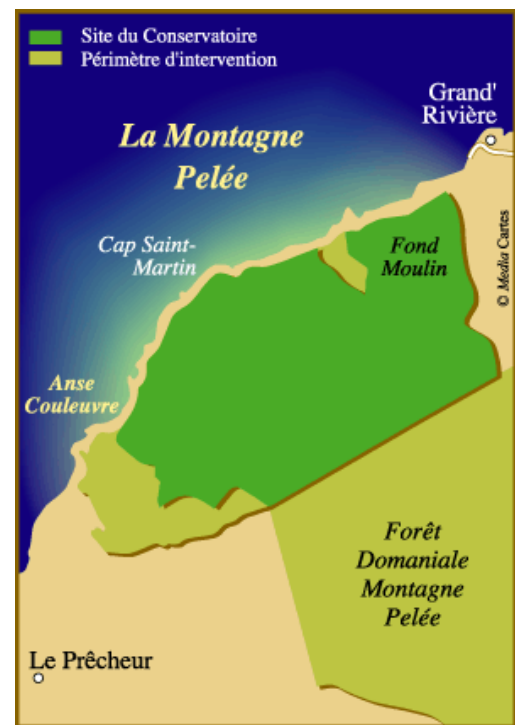 Site du Conservatoire
Périmètre d'intervention
Grand'
Rivière
La Montagne
Pelée
Cap Saint-
Martin
Fond
Moulin
© Media Cartes
Anse
Couleuvre
Forêt
Domaniale
Montagne
Pelée
Le Prêcheur